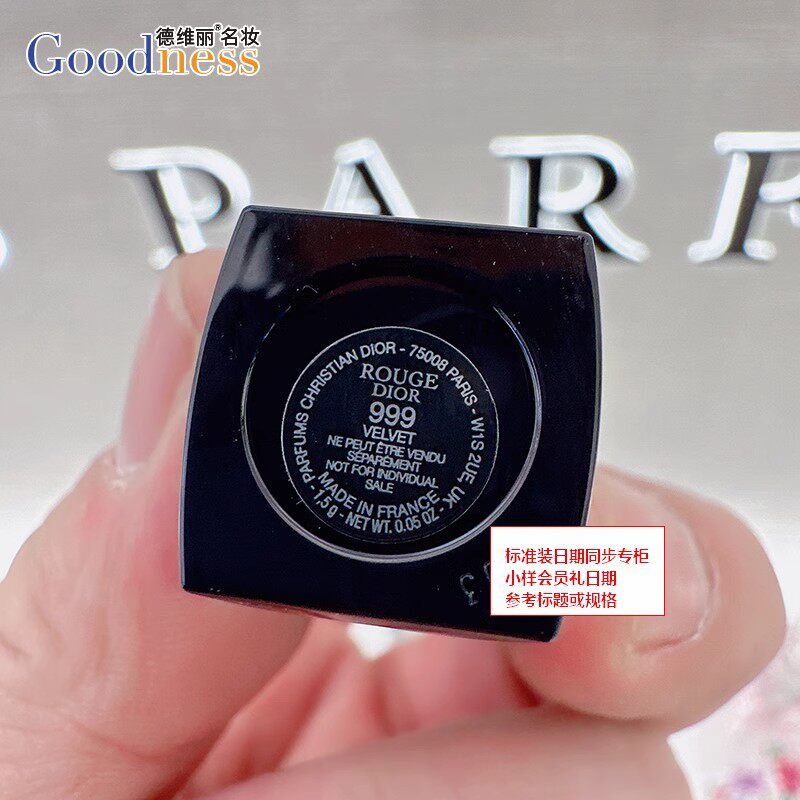 德维丽®名妆
Goodness
PARF
PARFUMS CHRISTIAN DIOR - 75008 PARIS - W1S 2UE, UK
ROUGE
DIOR
999
VELVET
NE PEUT ÊTRE VENDU
SÉPARÉMENT
NOT FOR INDIVIDUAL
SALE
MADE IN FRANCE
1,5 g - NET WT. 0.05 OZ -
标准装日期同步专柜
小样会员礼日期
参考标题或规格